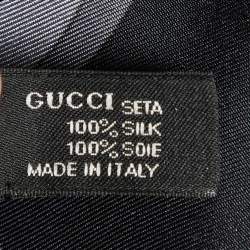 GUCCI SETA
100% SILK
100% SOIE
MADE IN ITALY